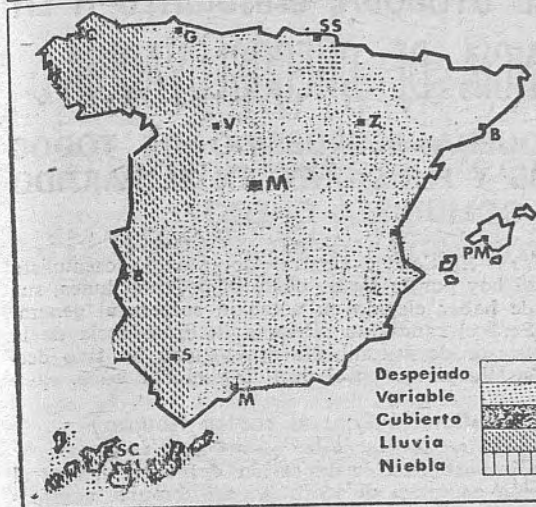 C
G
SS
V
Z
B
M
PM
B
S
M
SC
Despejado
Variable
Cubierto
Lluvia
Niebla